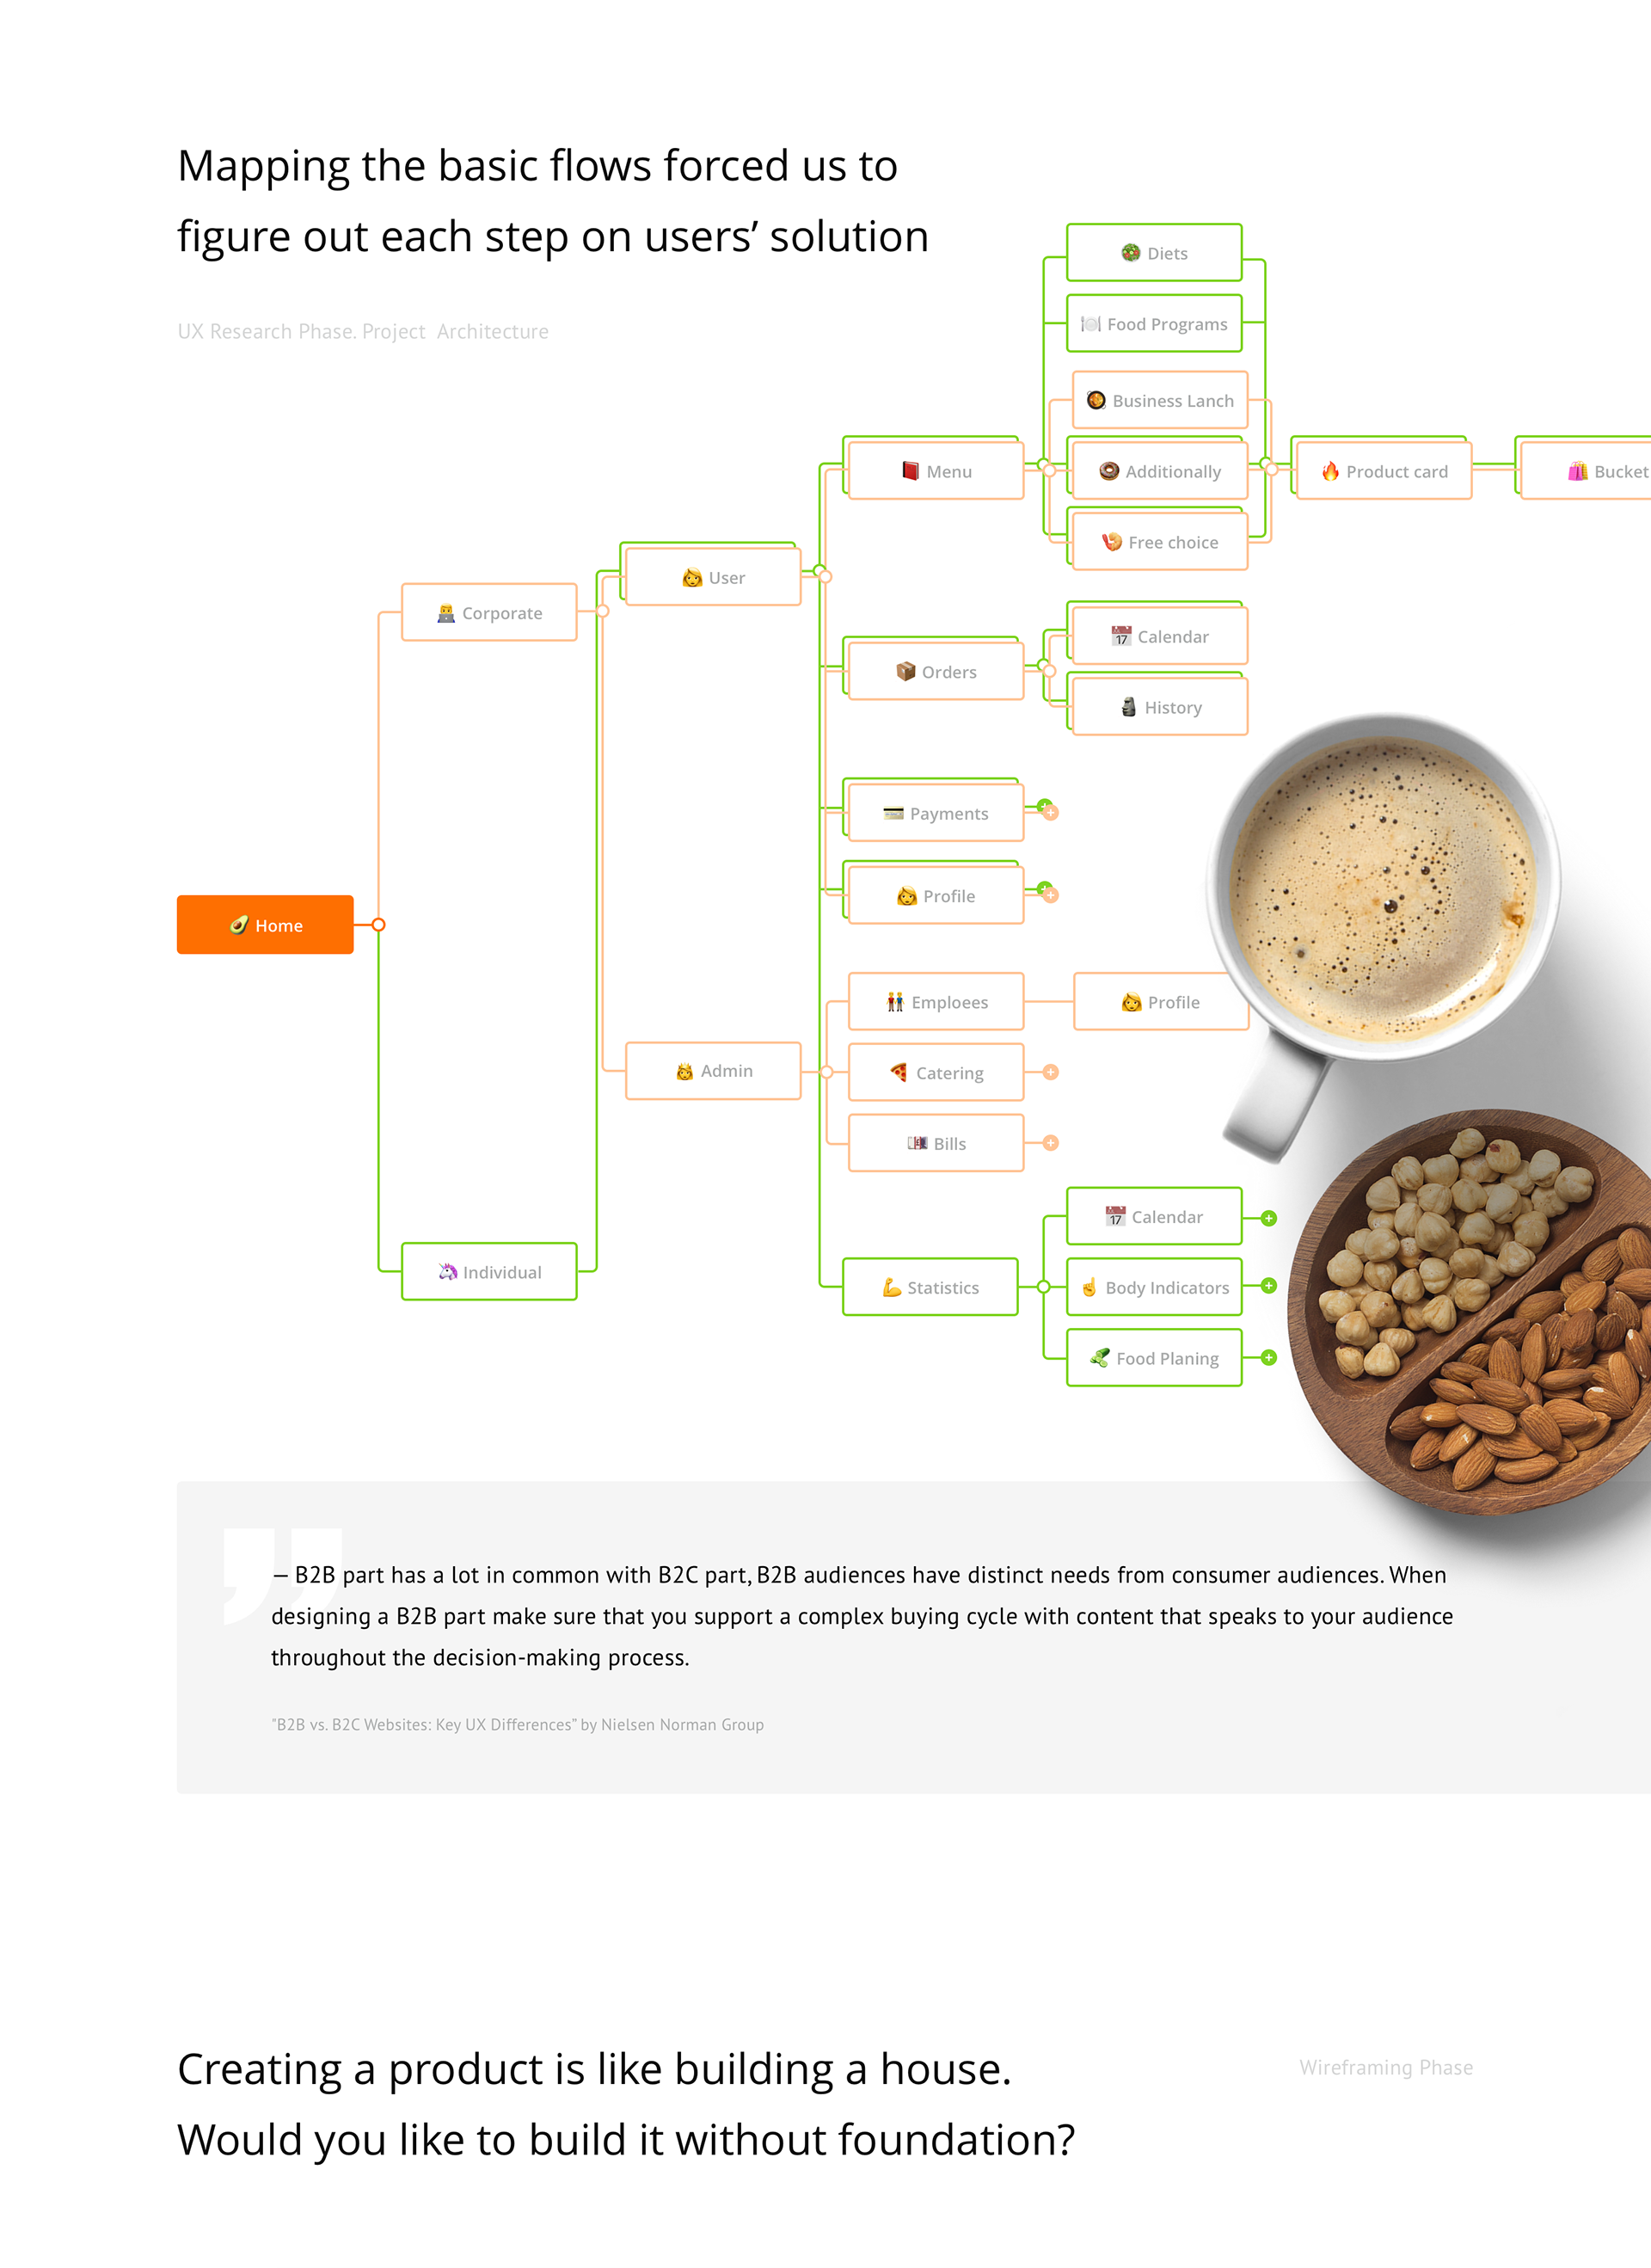 Mapping the basic flows forced us to
figure out each step on users’ solution
UX Research Phase. Project Architecture
Diets
Food Programs
Business Lanch
Menu
Additionally
Product card
Bucket
Free choice
User
Corporate
Calendar
Orders
History
Payments
Profile
Home
Emploees
Profile
Admin
Catering
Bills
Calendar
Individual
Statistics
Body Indicators
Food Planing
— B2B part has a lot in common with B2C part, B2B audiences have distinct needs from consumer audiences. When
designing a B2B part make sure that you support a complex buying cycle with content that speaks to your audience
throughout the decision-making process.
"B2B vs. B2C Websites: Key UX Differences” by Nielsen Norman Group
Creating a product is like building a house.
Wireframing Phase
Would you like to build it without foundation?